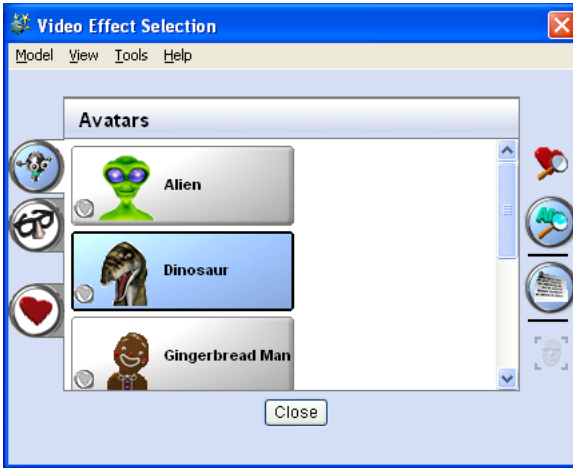 Video Effect Selection
Model View Tools Help
Avatars
Alien
Dinosaur
Gingerbread Man
Close